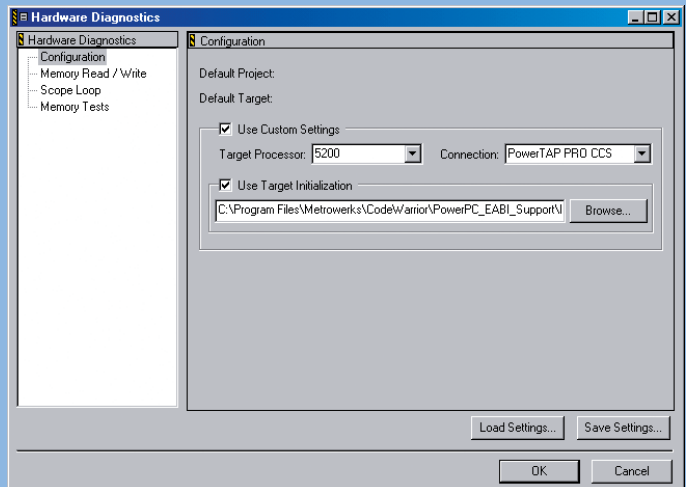 Hardware Diagnostics
Hardware Diagnostics
Configuration
Memory Read / Write
Scope Loop
Memory Tests
Configuration
Default Project:
Default Target:
Use Custom Settings
Target Processor: 5200 Connection: PowerTAP PRO CCS
Use Target Initialization
C:\Program Files\Metrowerks\CodeWarrior\PowerPC_EABI_Support\ Browse...
Load Settings... Save Settings...
OK Cancel